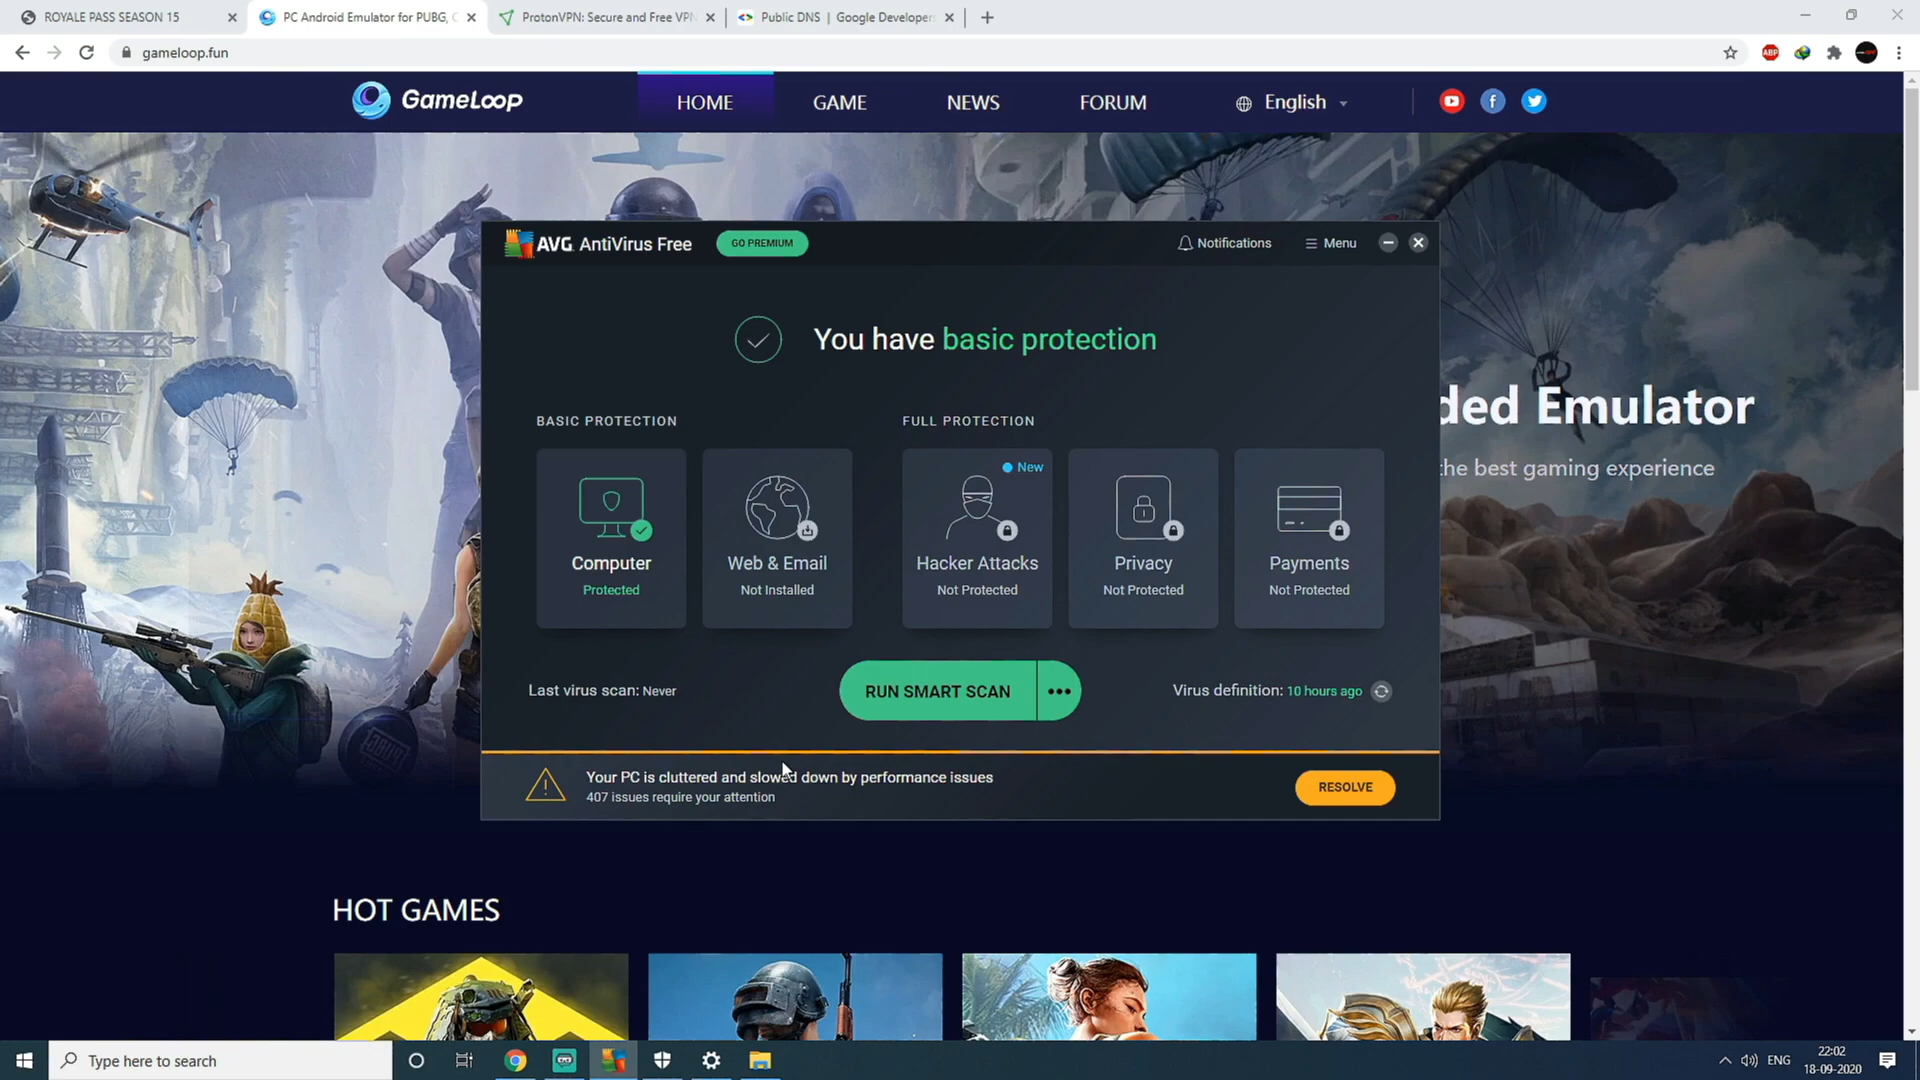 ROYALE PASS SEASON 15
PC Android Emulator for PUBG, C
ProtonVPN: Secure and Free VPN
Public DNS | Google Developers
gameloop.fun
ABP
GameLoop
HOME
GAME
NEWS
FORUM
English
AVG AntiVirus Free
GO PREMIUM
Notifications
Menu
You have basic protection
ded Emulator
the best gaming experience
BASIC PROTECTION
FULL PROTECTION
New
Computer
Protected
Web & Email
Not Installed
Hacker Attacks
Not Protected
Privacy
Not Protected
Payments
Not Protected
Last virus scan: Never
RUN SMART SCAN
Virus definition: 10 hours ago
Your PC is cluttered and slowed down by performance issues
407 issues require your attention
RESOLVE
HOT GAMES
Type here to search
ENG
22:02
18-09-2020